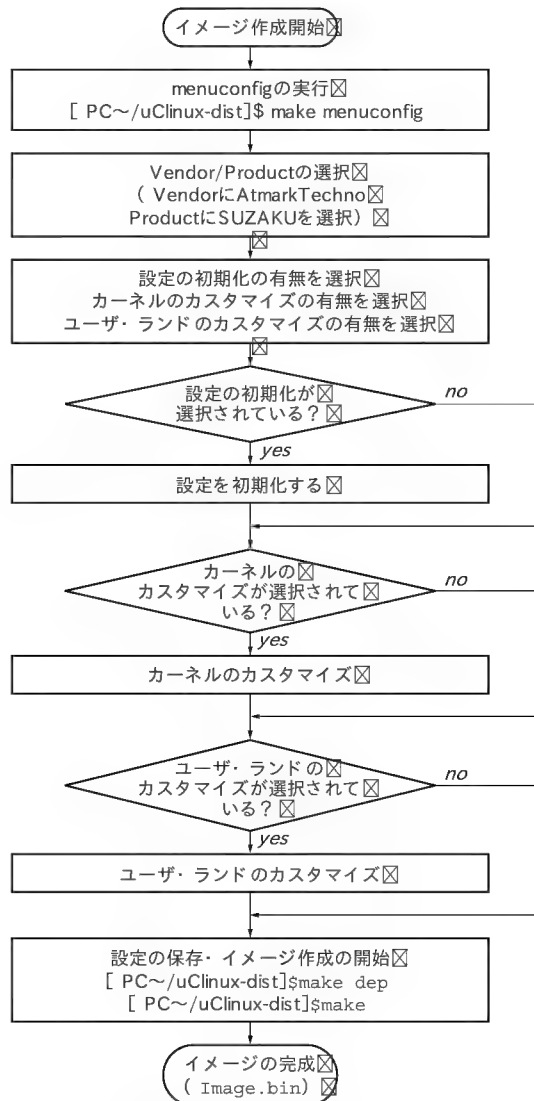 イメージ作成開始
menuconfigの実行
[ PC～/uClinux-dist]$ make menuconfig
Vendor/Productの選択
( VendorにAtmarkTechno
ProductにSUZAKUを選択)
設定の初期化の有無を選択
カーネルのカスタマイズの有無を選択
ユーザ・ランドのカスタマイズの有無を選択
設定の初期化が
選択されている？
no
yes
設定を初期化する
カーネルの
カスタマイズが選択されて
いる？
no
yes
カーネルのカスタマイズ
ユーザ・ランドの
カスタマイズが選択されて
いる？
no
yes
ユーザ・ランドのカスタマイズ
設定の保存・イメージ作成の開始
[ PC～/uClinux-dist]$make dep
[ PC～/uClinux-dist]$make
イメージの完成
( Image.bin)